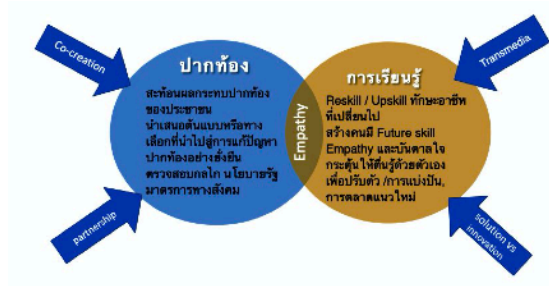 Co-creation
Transmedia
ปากท้อง
สะท้อนผลกระทบปากท้อง
ของประชาชน
นำเสนอต้นแบบหรือทาง
เลือกที่นำไปสู่การแก้ปัญหา
ปากท้องอย่างยั่งยืน
ตรวจสอบกลไก นโยบายรัฐ
มาตรการทางสังคม
Empathy
การเรียนรู้
Reskill / Upskill ทักษะอาชีพ
ที่เปลี่ยนไป
สร้างคนมี Future skill
Empathy และบันดาลใจ
กระตุ้นให้ตื่นรู้ด้วยตัวเอง
เพื่อปรับตัว /การแบ่งปัน,
การตลาดแนวใหม่
partnership
solution vs
innovation